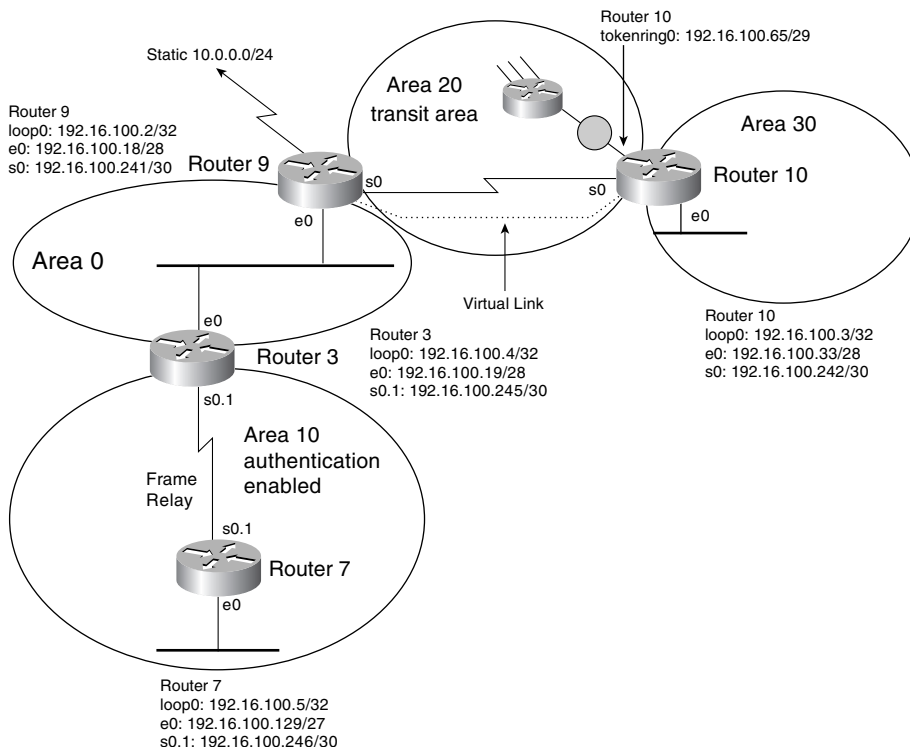 Router 10
tokenring0: 192.16.100.65/29
Static 10.0.0.0/24
Area 20
transit area
Router 9
loop0: 192.16.100.2/32
e0: 192.16.100.18/28
s0: 192.16.100.241/30
Area 30
Router 9
Router 10
s0
s0
e0
e0
Area 0
Virtual Link
e0
Router 3
Router 3
loop0: 192.16.100.4/32
e0: 192.16.100.19/28
s0.1: 192.16.100.245/30
Router 10
loop0: 192.16.100.3/32
e0: 192.16.100.33/28
s0: 192.16.100.242/30
s0.1
Area 10
authentication
enabled
Frame
Relay
s0.1
Router 7
e0
Router 7
loop0: 192.16.100.5/32
e0: 192.16.100.129/27
s0.1: 192.16.100.246/30